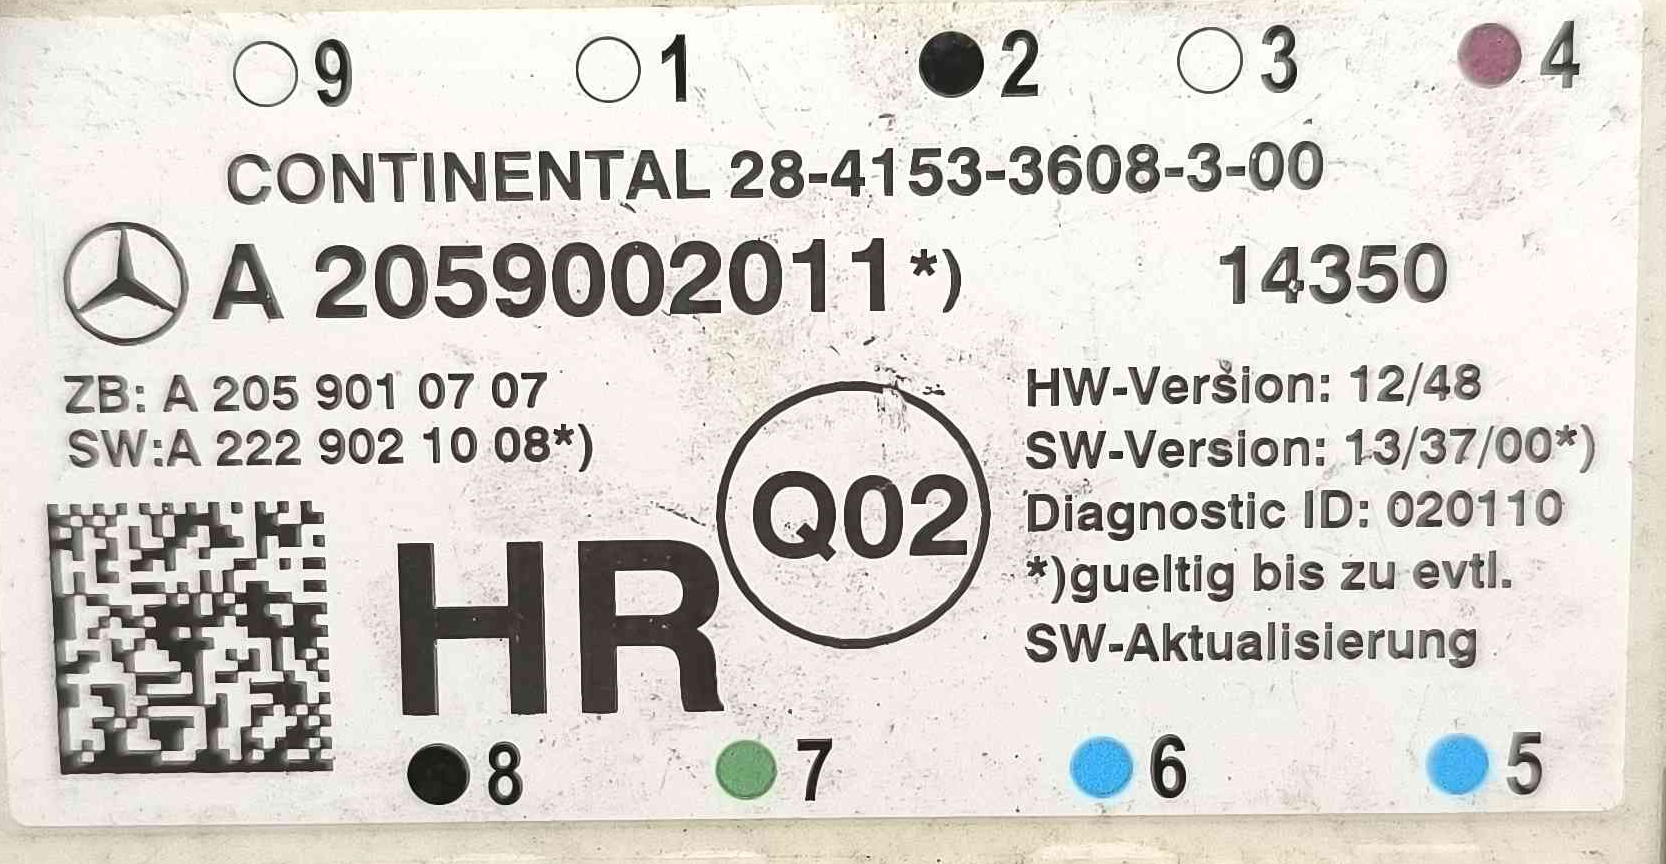 9 1 2 3 4
CONTINENTAL 28-4153-3608-3-00
A 2059002011*) 14350
ZB: A 205 901 07 07
SW:A 222 902 10 08*)
HR
Q02
HW-Version: 12/48
SW-Version: 13/37/00*)
Diagnostic ID: 020110
*)gueltig bis zu evtl.
SW-Aktualisierung
8 7 6 5